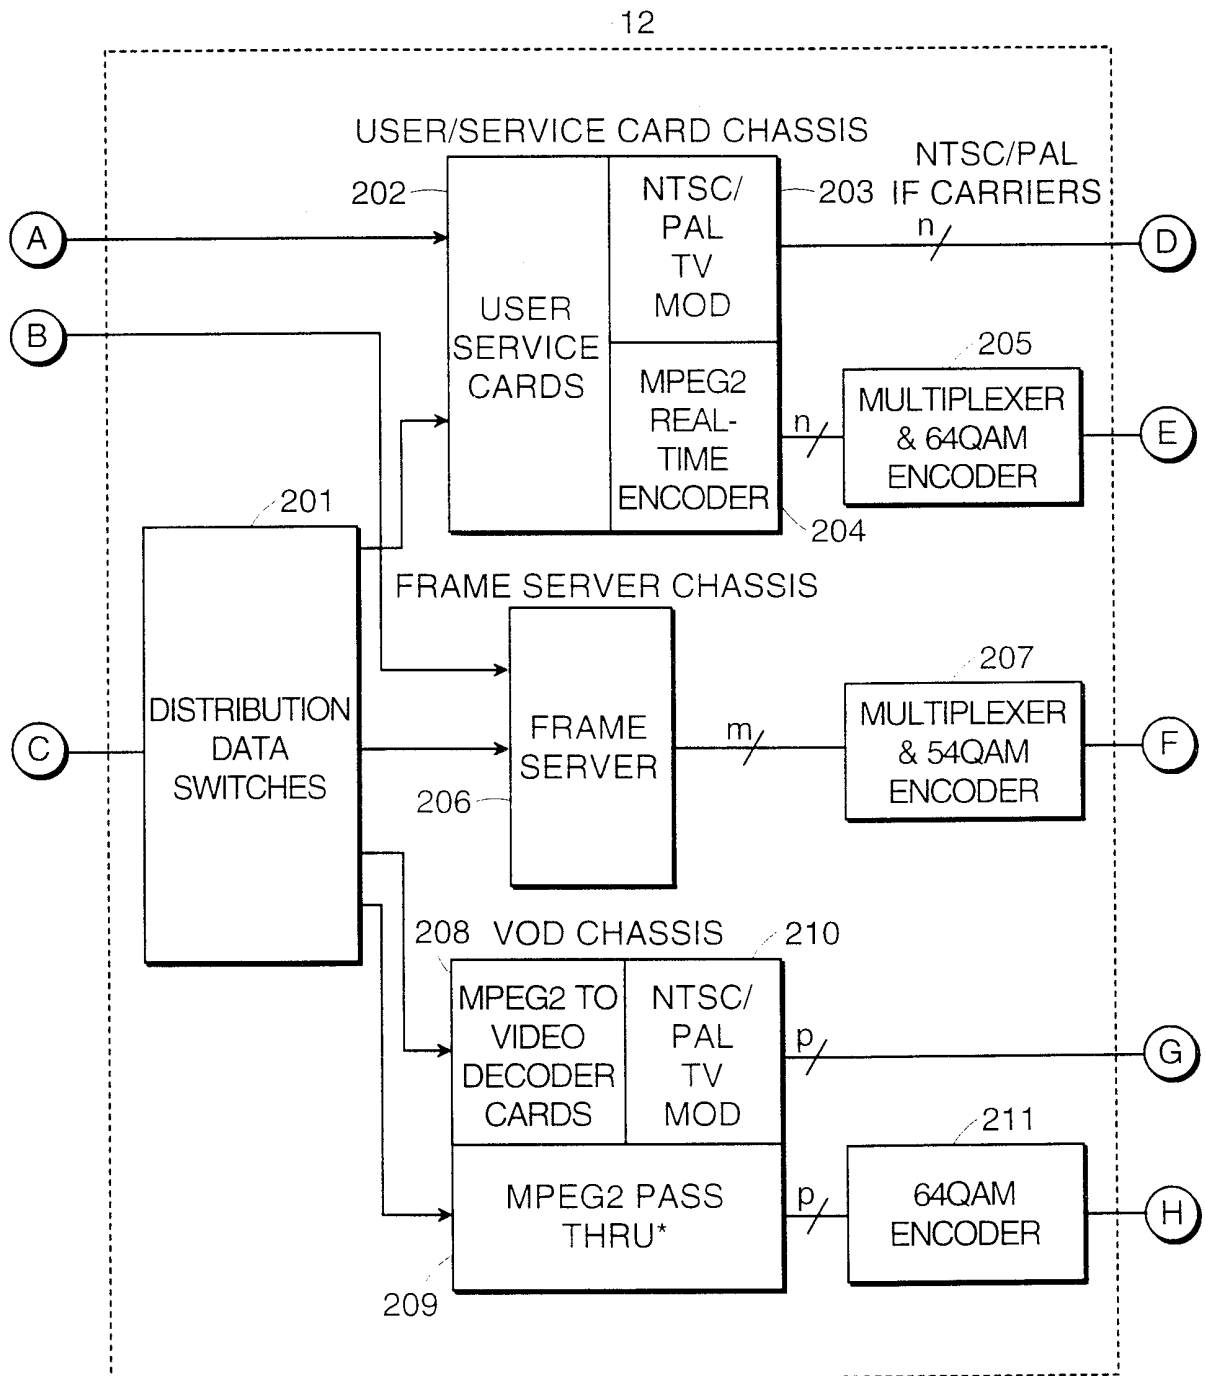 12
USER/SERVICE CARD CHASSIS
202
NTSC/
PAL
TV
MOD
203
NTSC/PAL
IF CARRIERS
n
A
D
B
USER
SERVICE
CARDS
MPEG2
REAL-
TIME
ENCODER
204
n
205
MULTIPLEXER
& 64QAM
ENCODER
E
201
DISTRIBUTION
DATA
SWITCHES
C
FRAME SERVER CHASSIS
FRAME
SERVER
206
m
207
MULTIPLEXER
& 54QAM
ENCODER
F
208
VOD CHASSIS
210
MPEG2 TO
VIDEO
DECODER
CARDS
NTSC/
PAL
TV
MOD
p
G
MPEG2 PASS
THRU*
209
p
211
64QAM
ENCODER
H